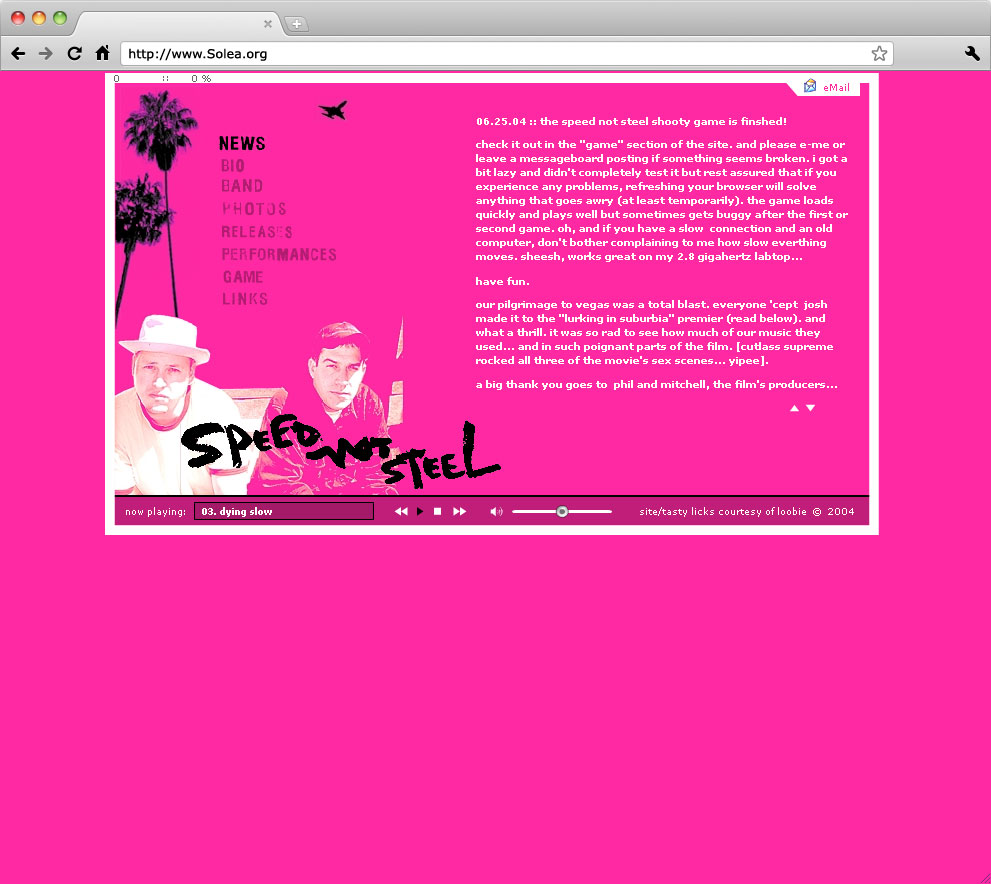 http://www.Solea.org
0 :: 0 %
eMail
NEWS
BIO
BAND
PHOTOS
RELEASES
PERFORMANCES
GAME
LINKS
06.25.04 :: the speed not steel shooty game is finshed!
check it out in the "game" section of the site. and please e-me or
leave a messageboard posting if something seems broken. i got a
bit lazy and didn't completely test it but rest assured that if you
experience any problems, refreshing your browser will solve
anything that goes awry (at least temporarily). the game loads
quickly and plays well but sometimes gets buggy after the first or
second game. oh, and if you have a slow connection and an old
computer, don't bother complaining to me how slow everthing
moves. sheesh, works great on my 2.8 gigahertz labtop...
have fun.
our pilgrimage to vegas was a total blast. everyone 'cept josh
made it to the "lurking in suburbia" premier (read below). and
what a thrill. it was so rad to see how much of our music they
used... and in such poignant parts of the film. [cutlass supreme
rocked all three of the movie's sex scenes... yipee].
a big thank you goes to phil and mitchell, the film's producers...
SPEED NOT STEEL
now playing: 03. dying slow
site/tasty licks courtesy of loobie © 2004